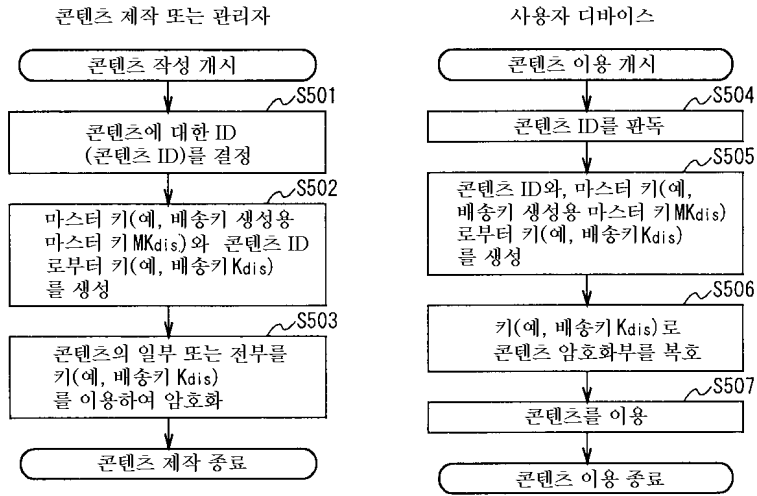 콘텐츠 제작 또는 관리자
콘텐츠 작성 개시
S501
콘텐츠에 대한 ID
(콘텐츠 ID)를 결정
S502
마스터 키(예, 배송키 생성용
마스터 키 MKdis)와 콘텐츠 ID
로부터 키(예, 배송키 Kdis)
를 생성
S503
콘텐츠의 일부 또는 전부를
키(예, 배송키 Kdis)
를 이용하여 암호화
콘텐츠 제작 종료
사용자 디바이스
콘텐츠 이용 개시
S504
콘텐츠 ID를 판독
S505
콘텐츠 ID와, 마스터 키(예,
배송키 생성용 마스터 키MKdis)
로부터 키(예, 배송키 Kdis)
를 생성
S506
키(예, 배송키 Kdis)로
콘텐츠 암호화부를 복호
S507
콘텐츠를 이용
콘텐츠 이용 종료